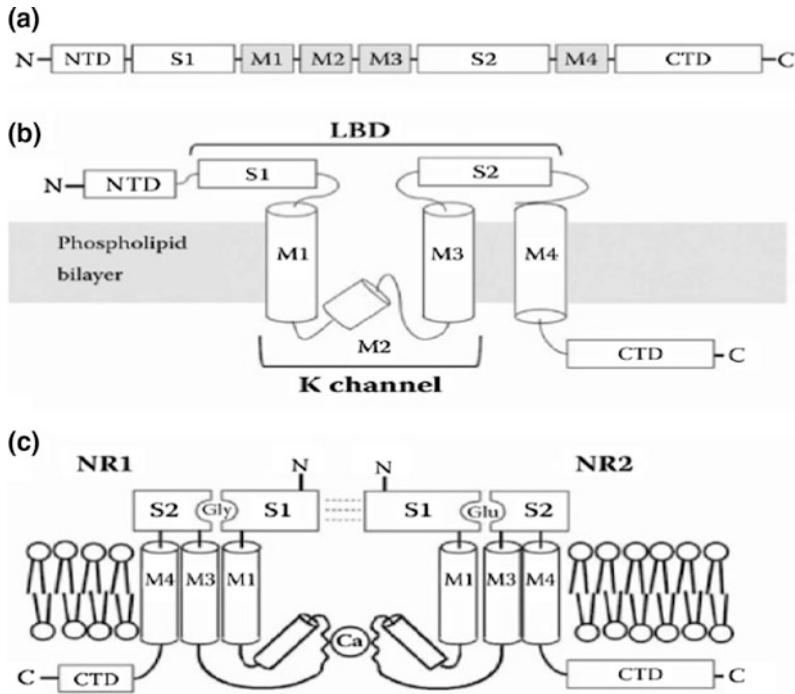 (a)
N NTD S1 M1 M2 M3 S2 M4 CTD C
(b)
LBD
N NTD S1 S2
Phospholipid
bilayer
M1 M3 M4
M2
CTD C
K channel
(c)
NR1 N N NR2
S2 Gly S1 S1 Glu S2
M4 M3 M1 M1 M3 M4
Ca
C CTD CTD C